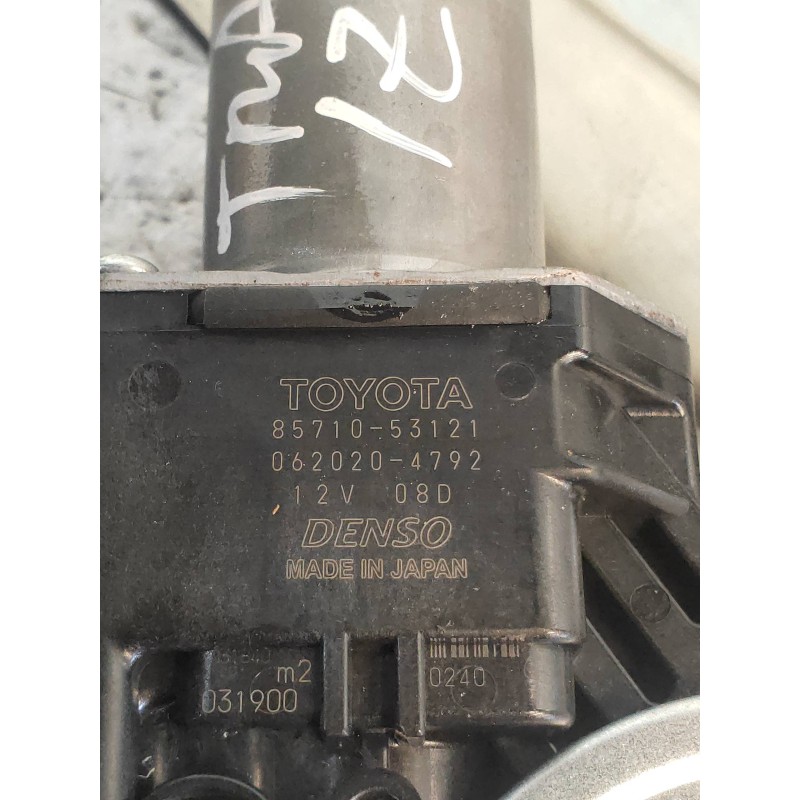 TOYOTA
85710-53121
062020-4792
12V 08D
DENSO
MADE IN JAPAN
m2
031900
0240